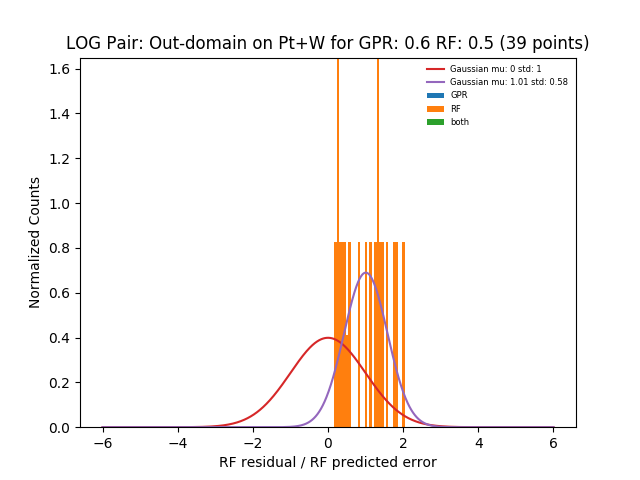 LOG Pair: Out-domain on Pt+W for GPR: 0.6 RF: 0.5 (39 points)
Gaussian mu: 0 std: 1
Gaussian mu: 1.01 std: 0.58
GPR
RF
both
Normalized Counts
1.6
1.4
1.2
1.0
0.8
0.6
0.4
0.2
0.0
−6
−4
−2
0
2
4
6
RF residual / RF predicted error